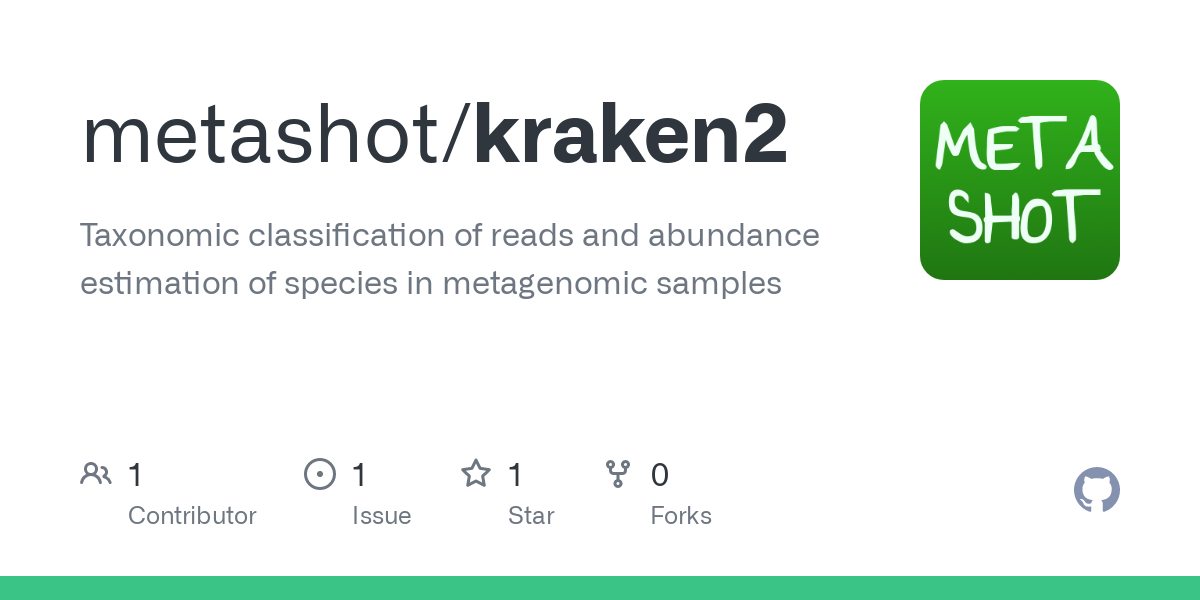 metashot/kraken2
META
SHOT
Taxonomic classification of reads and abundance
estimation of species in metagenomic samples
1
Contributor
1
Issue
1
Star
0
Forks